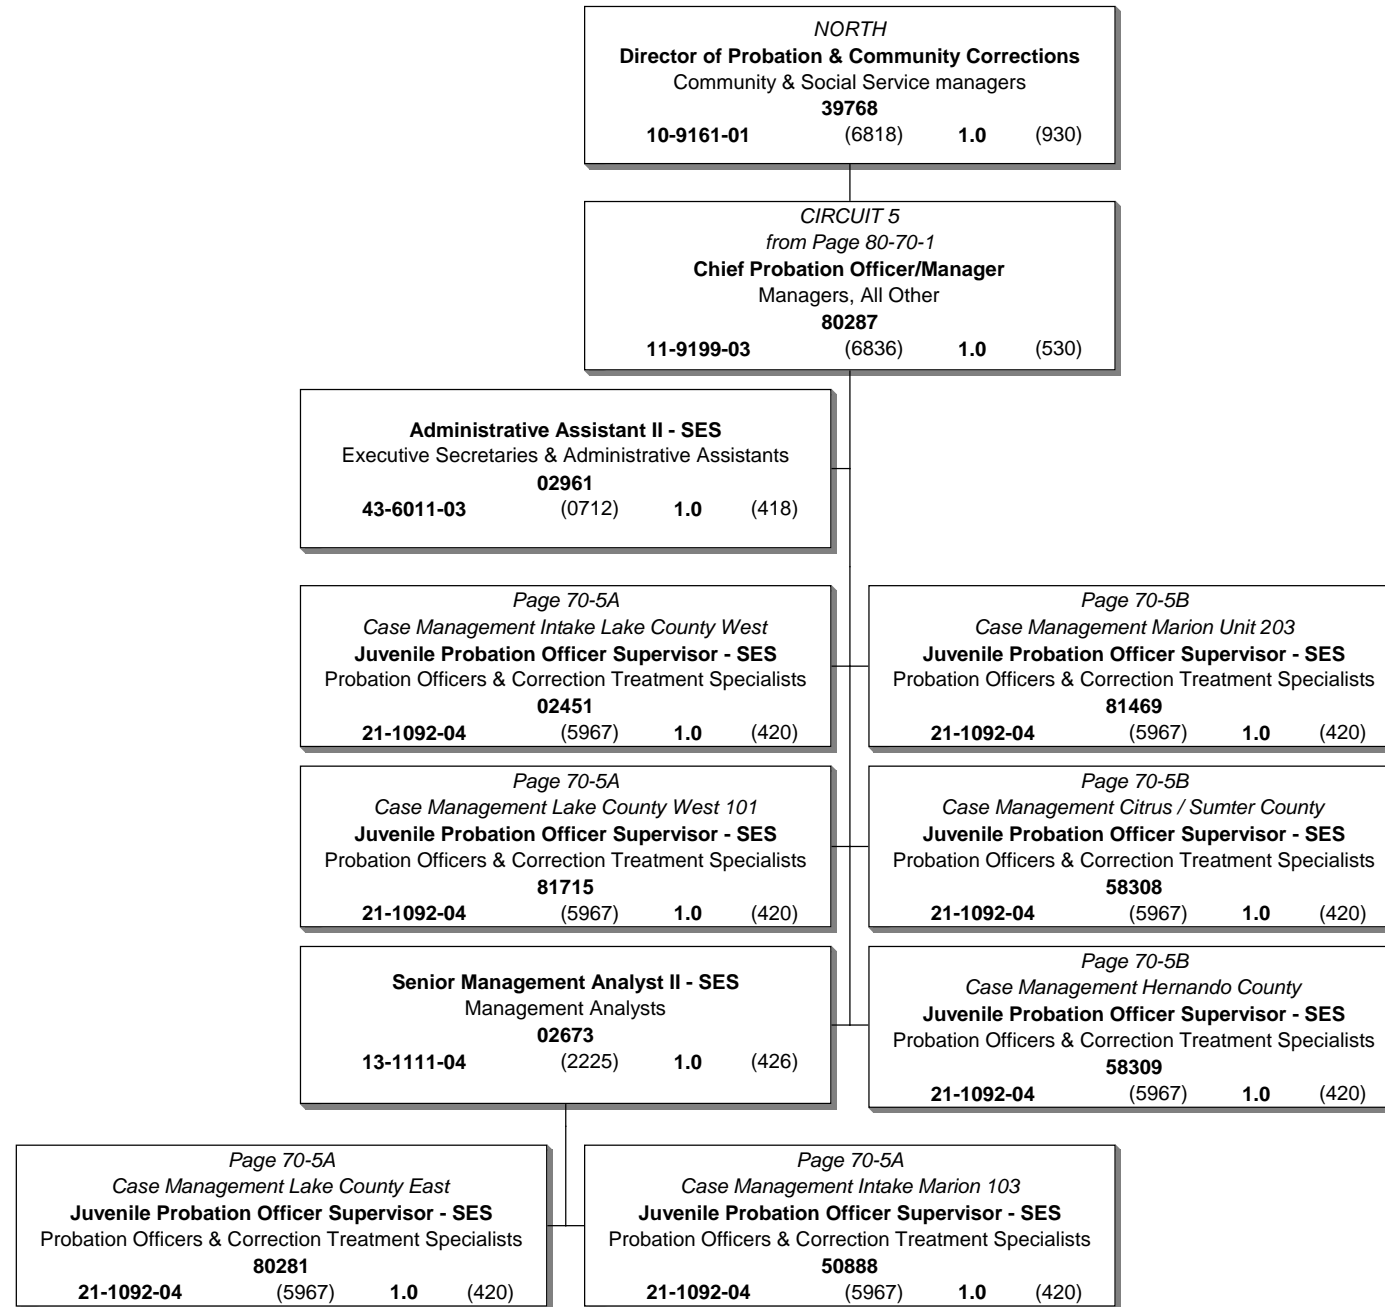 NORTH
Director of Probation & Community Corrections
Community & Social Service managers
39768
10-9161-01 (6818) 1.0 (930)
CIRCUIT 5
from Page 80-70-1
Chief Probation Officer/Manager
Managers, All Other
80287
11-9199-03 (6836) 1.0 (530)
Administrative Assistant II - SES
Executive Secretaries & Administrative Assistants
02961
43-6011-03 (0712) 1.0 (418)
Page 70-5A
Case Management Intake Lake County West
Juvenile Probation Officer Supervisor - SES
Probation Officers & Correction Treatment Specialists
02451
21-1092-04 (5967) 1.0 (420)
Page 70-5B
Case Management Marion Unit 203
Juvenile Probation Officer Supervisor - SES
Probation Officers & Correction Treatment Specialists
81469
21-1092-04 (5967) 1.0 (420)
Page 70-5A
Case Management Lake County West 101
Juvenile Probation Officer Supervisor - SES
Probation Officers & Correction Treatment Specialists
81715
21-1092-04 (5967) 1.0 (420)
Page 70-5B
Case Management Citrus / Sumter County
Juvenile Probation Officer Supervisor - SES
Probation Officers & Correction Treatment Specialists
58308
21-1092-04 (5967) 1.0 (420)
Senior Management Analyst II - SES
Management Analysts
02673
13-1111-04 (2225) 1.0 (426)
Page 70-5B
Case Management Hernando County
Juvenile Probation Officer Supervisor - SES
Probation Officers & Correction Treatment Specialists
58309
21-1092-04 (5967) 1.0 (420)
Page 70-5A
Case Management Lake County East
Juvenile Probation Officer Supervisor - SES
Probation Officers & Correction Treatment Specialists
80281
21-1092-04 (5967) 1.0 (420)
Page 70-5A
Case Management Intake Marion 103
Juvenile Probation Officer Supervisor - SES
Probation Officers & Correction Treatment Specialists
50888
21-1092-04 (5967) 1.0 (420)